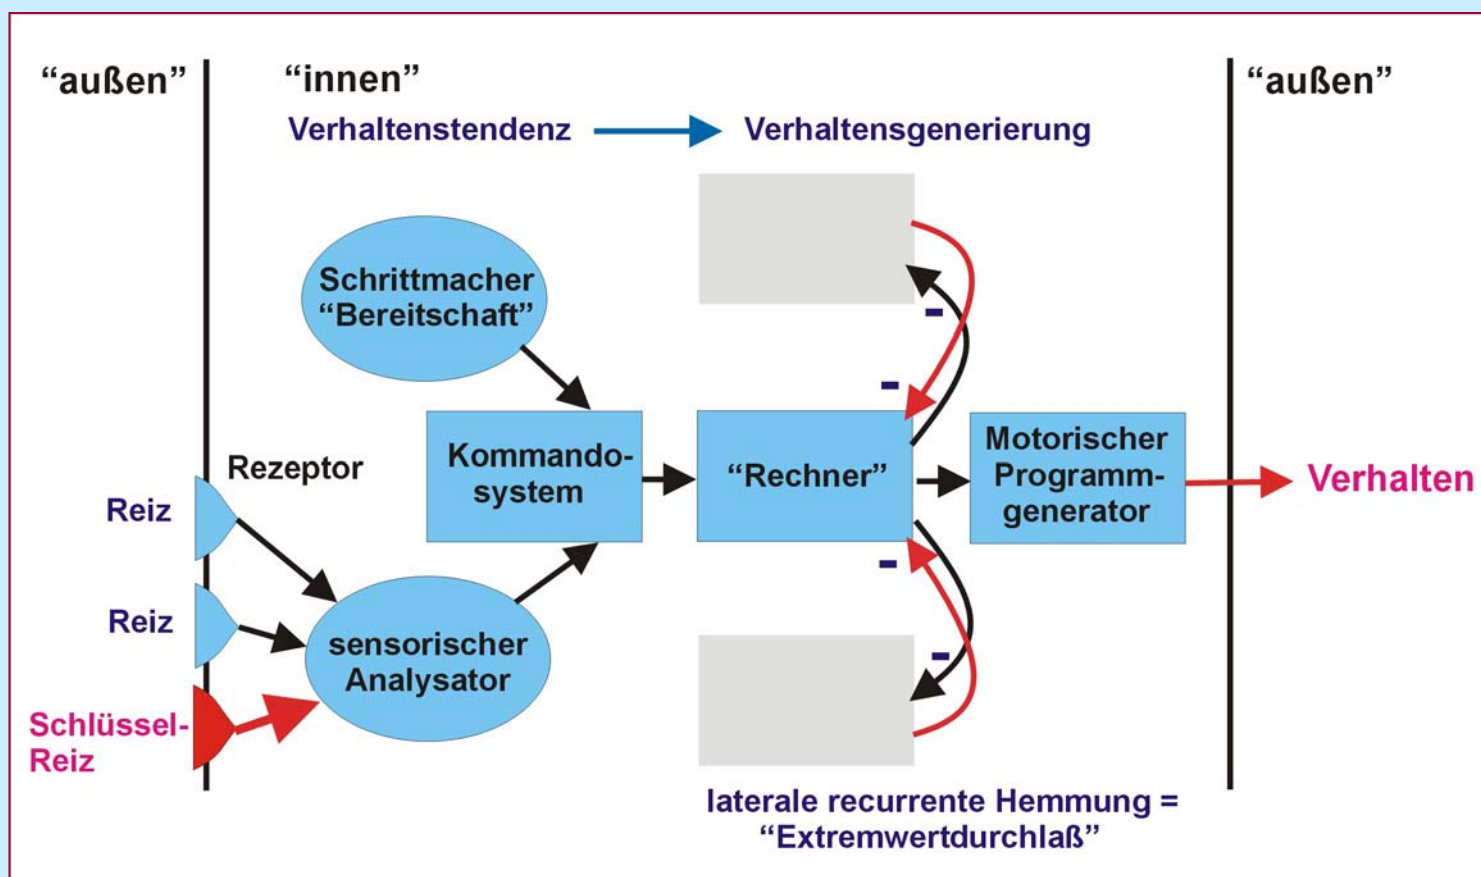 “außen”
“innen”
“außen”
Verhaltenstendenz
Verhaltensgenerierung
Schrittmacher
“Bereitschaft”
-
-
Kommando-
system
“Rechner”
Motorischer
Programm-
generator
Verhalten
Rezeptor
Reiz
Reiz
Schlüssel-
Reiz
sensorischer
Analysator
-
-
laterale recurrente Hemmung =
“Extremwertdurchlaß”